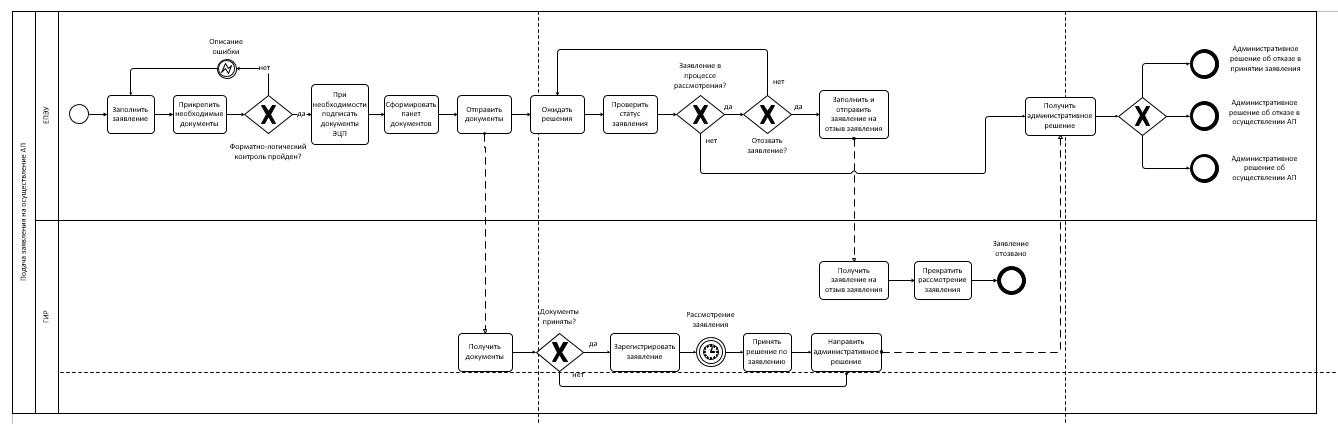 Подача заявления на осуществление АП
ЕПЭУ
Описание
ошибки
нет
Заполнить
заявление
Прикрепить
необходимые
документы
да
Форматно-логический
контроль пройден?
При
необходимости
подписать
документы
ЭЦП
Сформировать
пакет
документов
Отправить
документы
Ожидать
решения
Проверить
статус
заявления
Заявление в
процессе
рассмотрения?
да
нет
нет
да
Отозвать
заявление?
Заполнить и
отправить
заявление на
отзыв заявления
Получить
административное
решение
Административное
решение об отказе в
принятии заявления
Административное
решение об отказе в
осуществлении АП
Административное
решение об
осуществлении АП
ГИР
Получить
заявление на
отзыв заявления
Прекратить
рассмотрение
заявления
Заявление
отозвано
Получить
документы
Документы
приняты?
да
нет
Зарегистрировать
заявление
Рассмотрение
заявления
Принять
решение по
заявлению
Направить
административное
решение